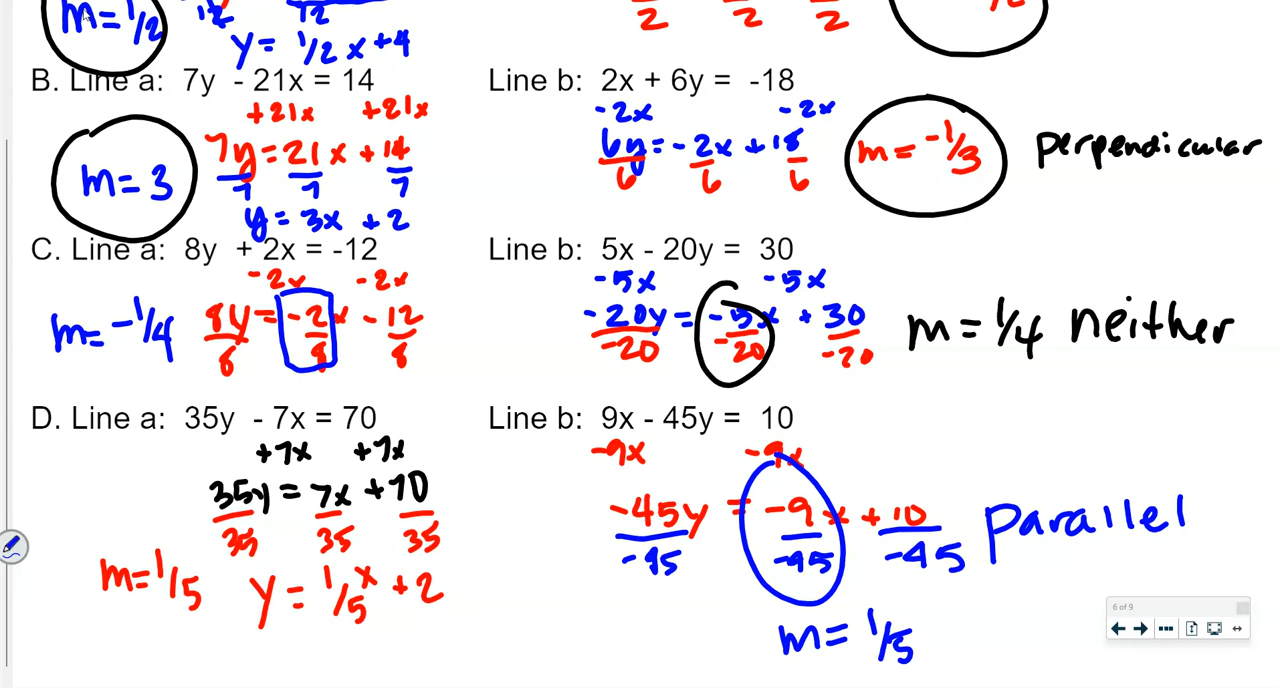 m = 1/2
12
12
y = 1/2 x + 4
2 2 2
B. Line a: 7y - 21x = 14
+21x +21x
7y = 21x + 14
7 7 7
m = 3
y = 3x + 2
Line b: 2x + 6y = -18
-2x -2x
6y = -2x + 18
6 6 6
m = -1/3
perpendicular
C. Line a: 8y + 2x = -12
-2x -2x
8y = -2x - 12
8 8 8
m = -1/4
Line b: 5x - 20y = 30
-5x -5x
-20y = -5x + 30
-20 -20 -20
m = 1/4 neither
D. Line a: 35y - 7x = 70
+7x +7x
35y = 7x + 70
35 35 35
m = 1/5
y = 1/5 x + 2
Line b: 9x - 45y = 10
-9x -9x
-45y = -9x + 10
-45 -45 -45
parallel
m = 1/5
6 of 9